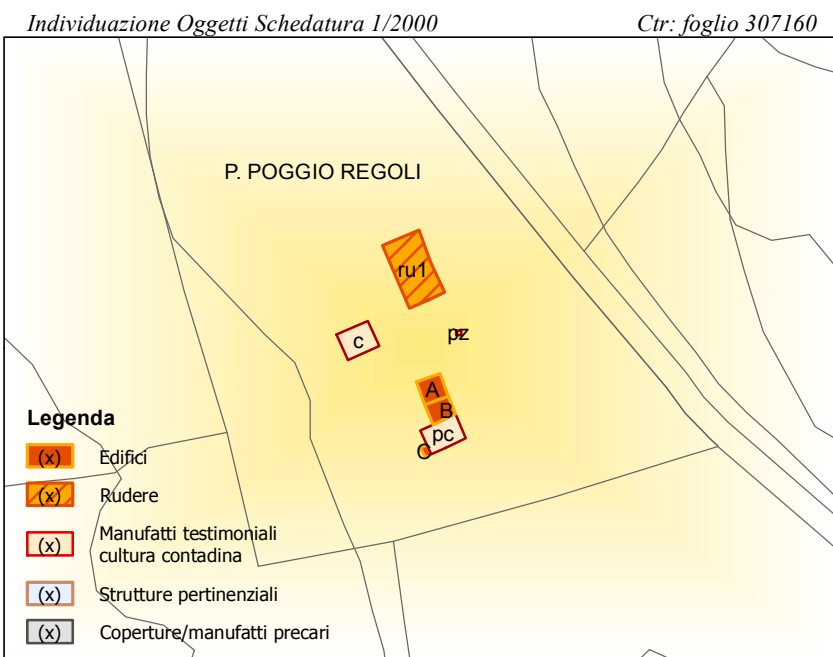 Individuazione Oggetti Schedatura 1/2000 Ctr: foglio 307160
P. POGGIO REGOLI
ru1
c
pz
A
B
pc
C
Legenda
(x) Edifici
(x) Rudere
(x) Manufatti testimoniali
cultura contadina
(x) Strutture pertinenziali
(x) Coperture/manufatti precari